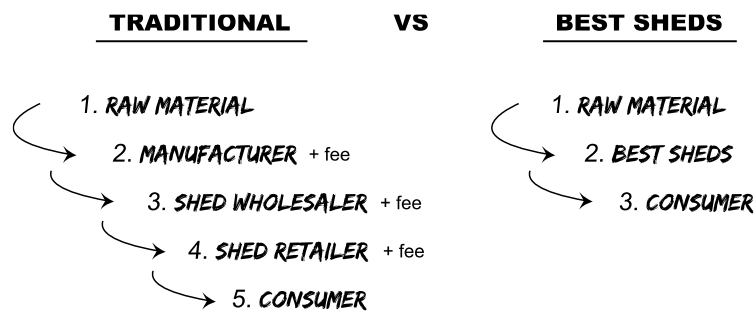 TRADITIONAL VS BEST SHEDS
1. RAW MATERIAL
2. MANUFACTURER + fee
3. SHED WHOLESALER + fee
4. SHED RETAILER + fee
5. CONSUMER
1. RAW MATERIAL
2. BEST SHEDS
3. CONSUMER